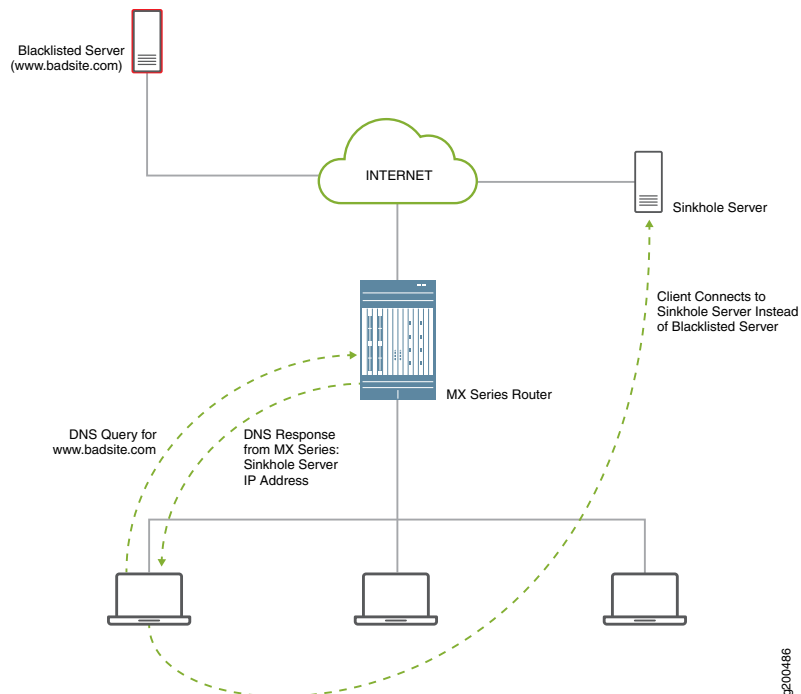 Blacklisted Server
(www.badsite.com)
INTERNET
Sinkhole Server
Client Connects to
Sinkhole Server Instead
of Blacklisted Server
MX Series Router
DNS Query for
www.badsite.com
DNS Response
from MX Series:
Sinkhole Server
IP Address
g200486